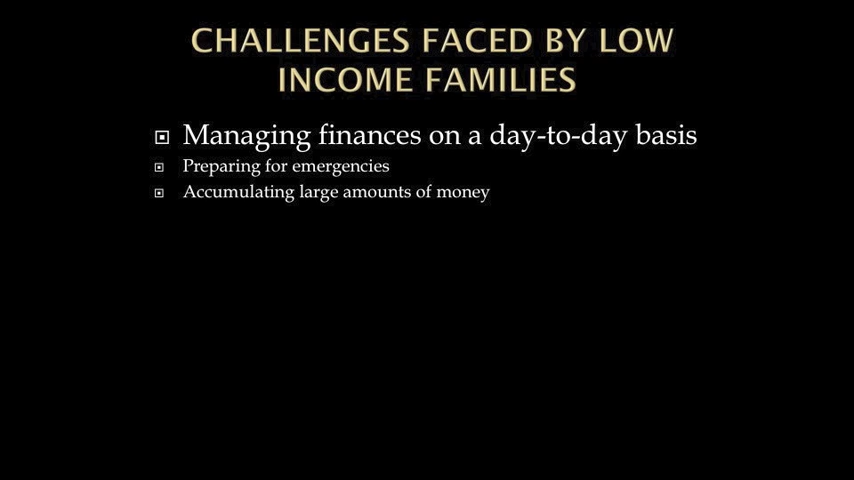 CHALLENGES FACED BY LOW
INCOME FAMILIES
Managing finances on a day-to-day basis
Preparing for emergencies
Accumulating large amounts of money